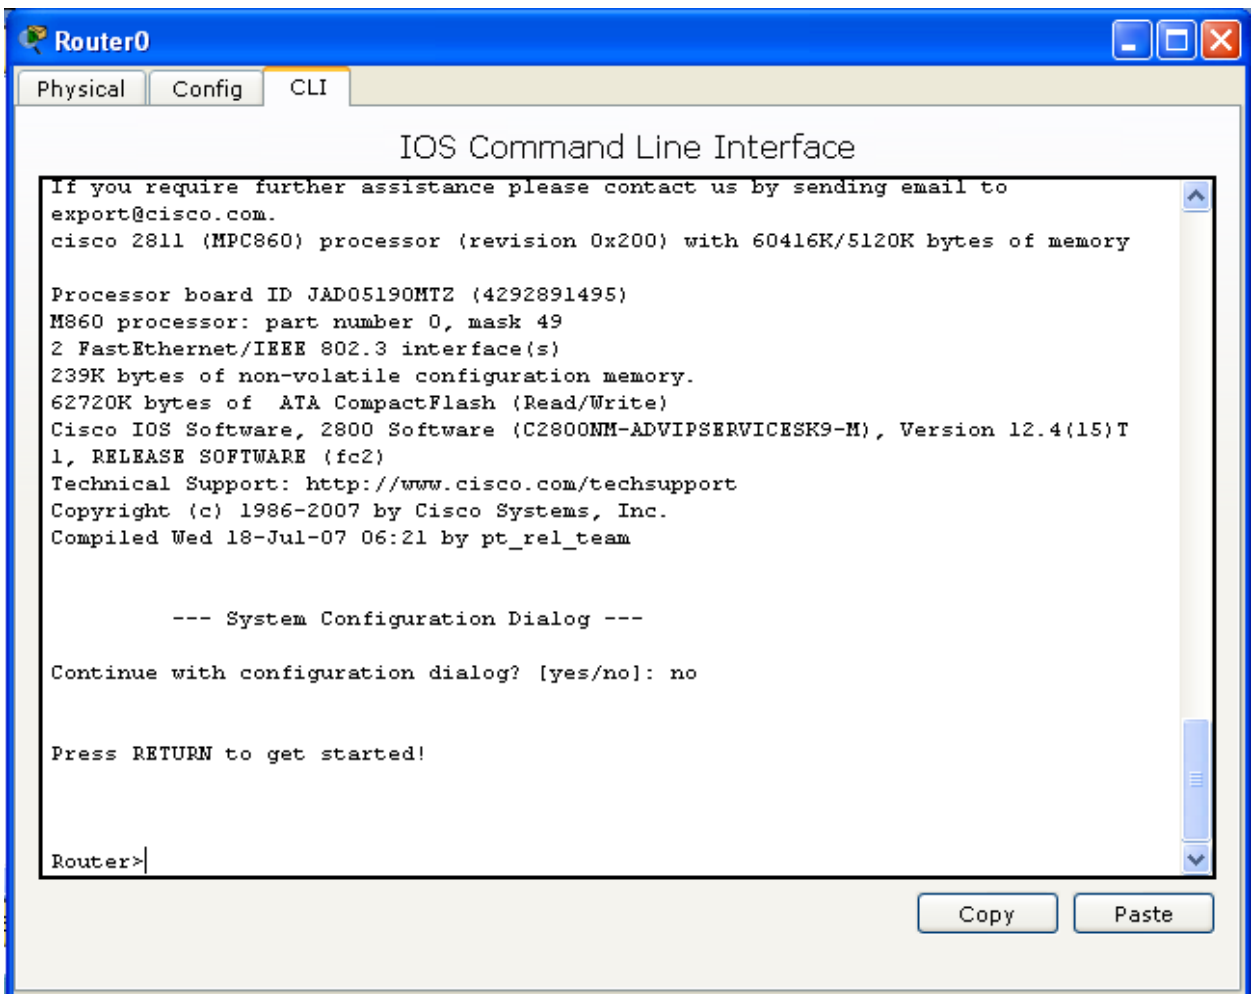 Router0
Physical Config CLI
IOS Command Line Interface
If you require further assistance please contact us by sending email to
export@cisco.com.
cisco 2811 (MPC860) processor (revision 0x200) with 60416K/5120K bytes of memory
Processor board ID JAD05190MTZ (4292891495)
M860 processor: part number 0, mask 49
2 FastEthernet/IEEE 802.3 interface(s)
239K bytes of non-volatile configuration memory.
62720K bytes of  ATA CompactFlash (Read/Write)
Cisco IOS Software, 2800 Software (C2800NM-ADVIPSERVICESK9-M), Version 12.4(15)T
1, RELEASE SOFTWARE (fc2)
Technical Support: http://www.cisco.com/techsupport
Copyright (c) 1986-2007 by Cisco Systems, Inc.
Compiled Wed 18-Jul-07 06:21 by pt_rel_team
--- System Configuration Dialog ---
Continue with configuration dialog? [yes/no]: no
Press RETURN to get started!
Router>
Copy Paste